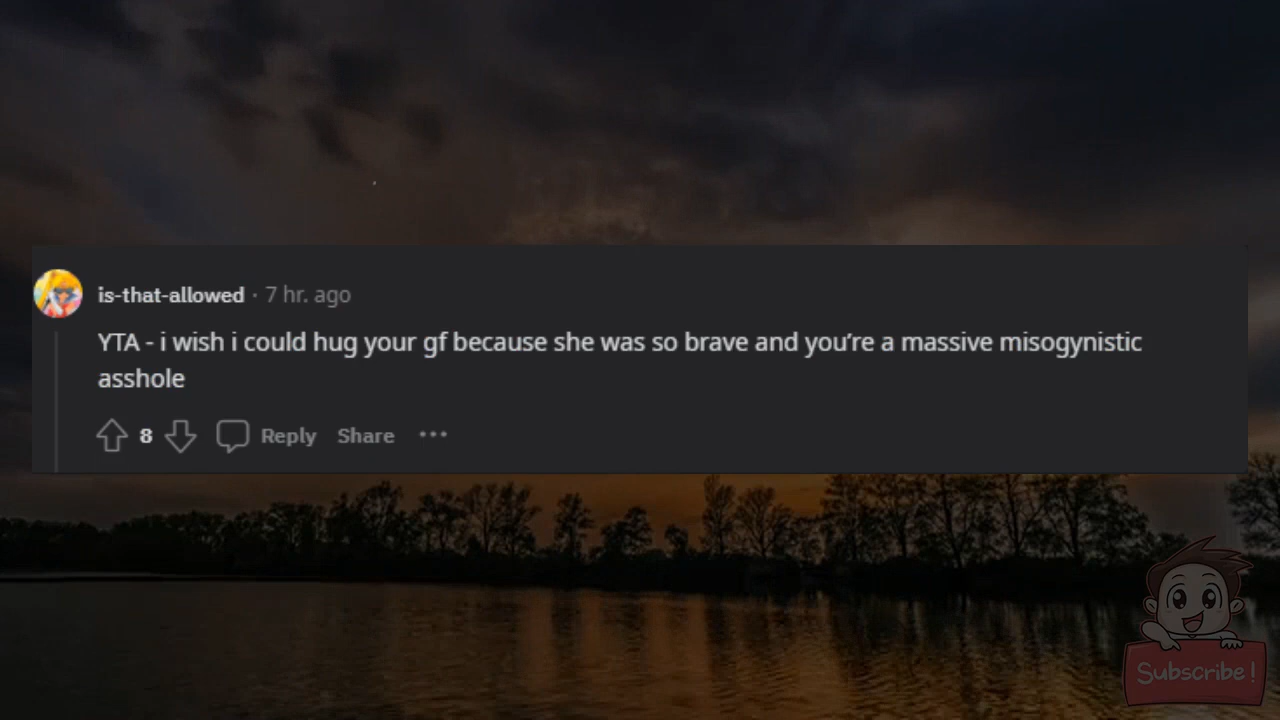 is-that-allowed · 7 hr. ago
YTA - i wish i could hug your gf because she was so brave and you’re a massive misogynistic
asshole
8 Reply Share ···
Subscribe!